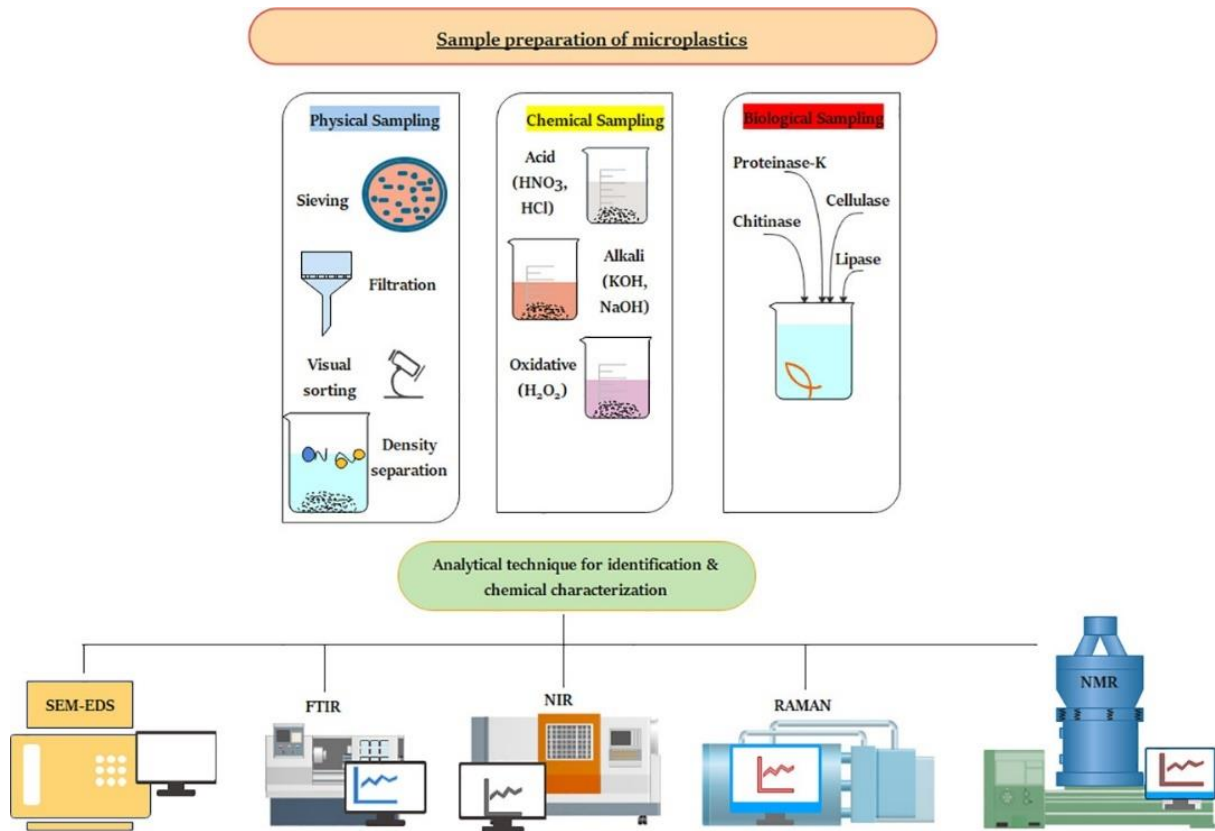 Sample preparation of microplastics
Physical Sampling
Sieving
Filtration
Visual
sorting
Density
separation
Chemical Sampling
Acid
(HNO3,
HCl)
Alkali
(KOH,
NaOH)
Oxidative
(H₂O₂)
Biological Sampling
Proteinase-K
Cellulase
Chitinase
Lipase
Analytical technique for identification &
chemical characterization
SEM-EDS
FTIR
NIR
RAMAN
NMR